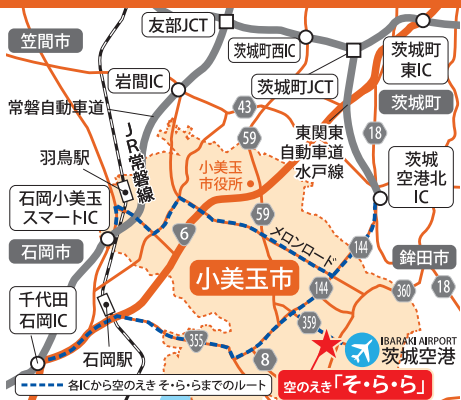 友部JCT
笠間市
茨城町西IC
茨城町
東IC
岩間IC
茨城町JCT
常磐自動車道
43
茨城町
JR常磐線
59
東関東
自動車道
水戸線
18
羽鳥駅
小美玉
市役所
茨城
空港北
IC
石岡小美玉
スマートIC
59
6
メロンロード
石岡市
144
鉾田市
小美玉市
144
360
18
千代田
石岡IC
359
355
石岡駅
8
IBARAKI AIRPORT
茨城空港
各ICから空のえき そ・ら・らまでのルート
空のえき「そ・ら・ら」